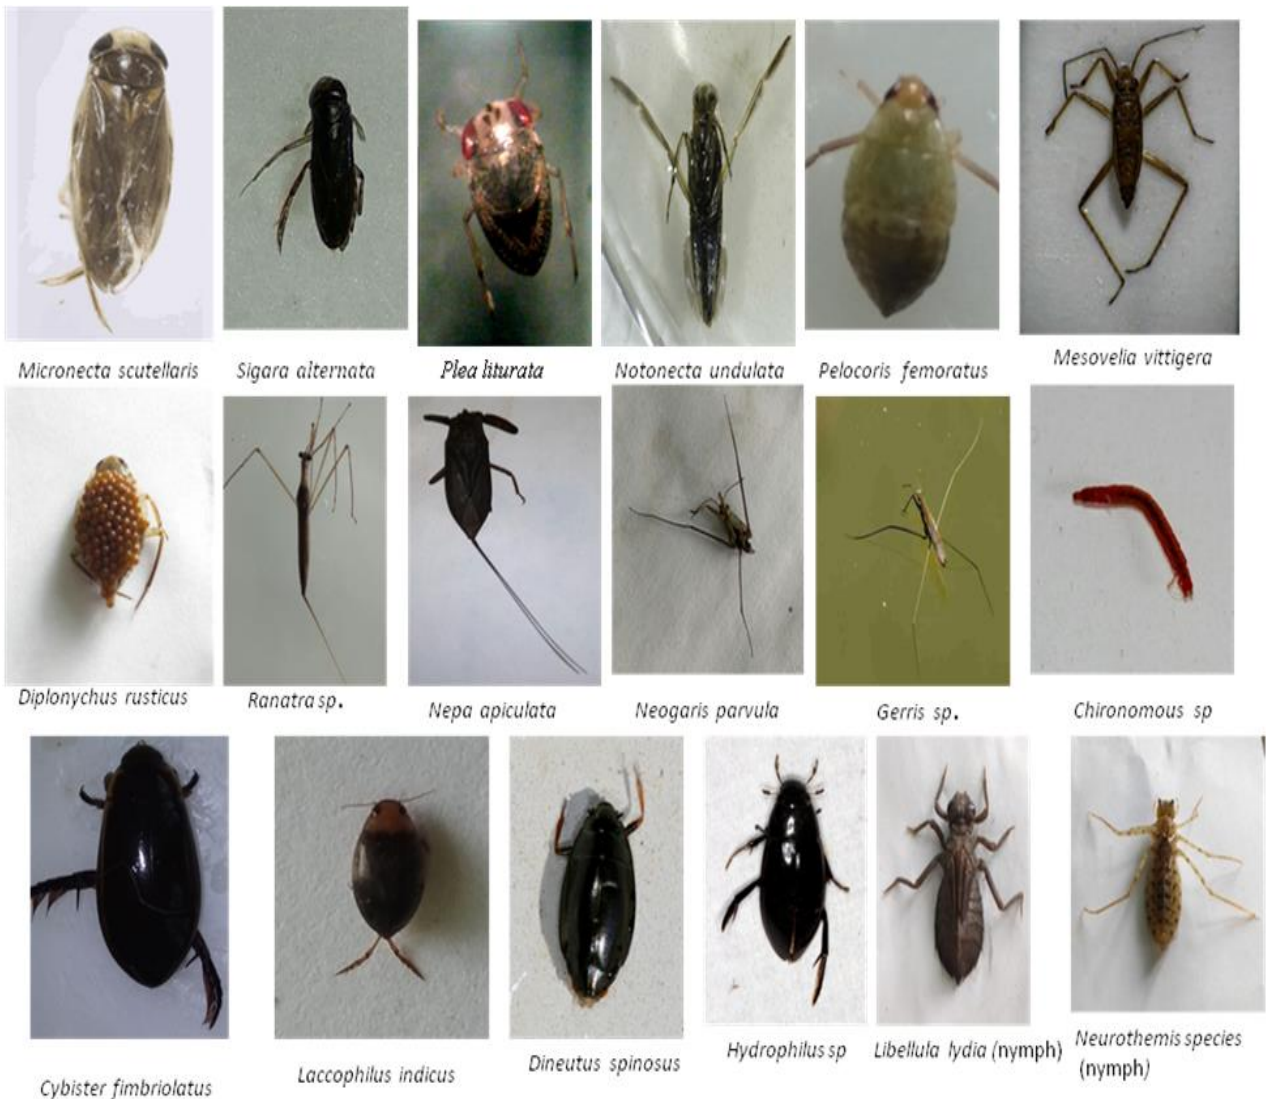 Micronecta scutellaris
Sigara alternata
Plea liturata
Notonecta undulata
Pelocoris femoratus
Mesovelia vittigera
Diplonychus rusticus
Ranatra sp.
Nepa apiculata
Neogaris parvula
Gerris sp.
Chironomous sp
Cybister fimbriolatus
Laccophilus indicus
Dineutus spinosus
Hydrophilus sp
Libellula lydia (nymph)
Neurothemis species
(nymph)